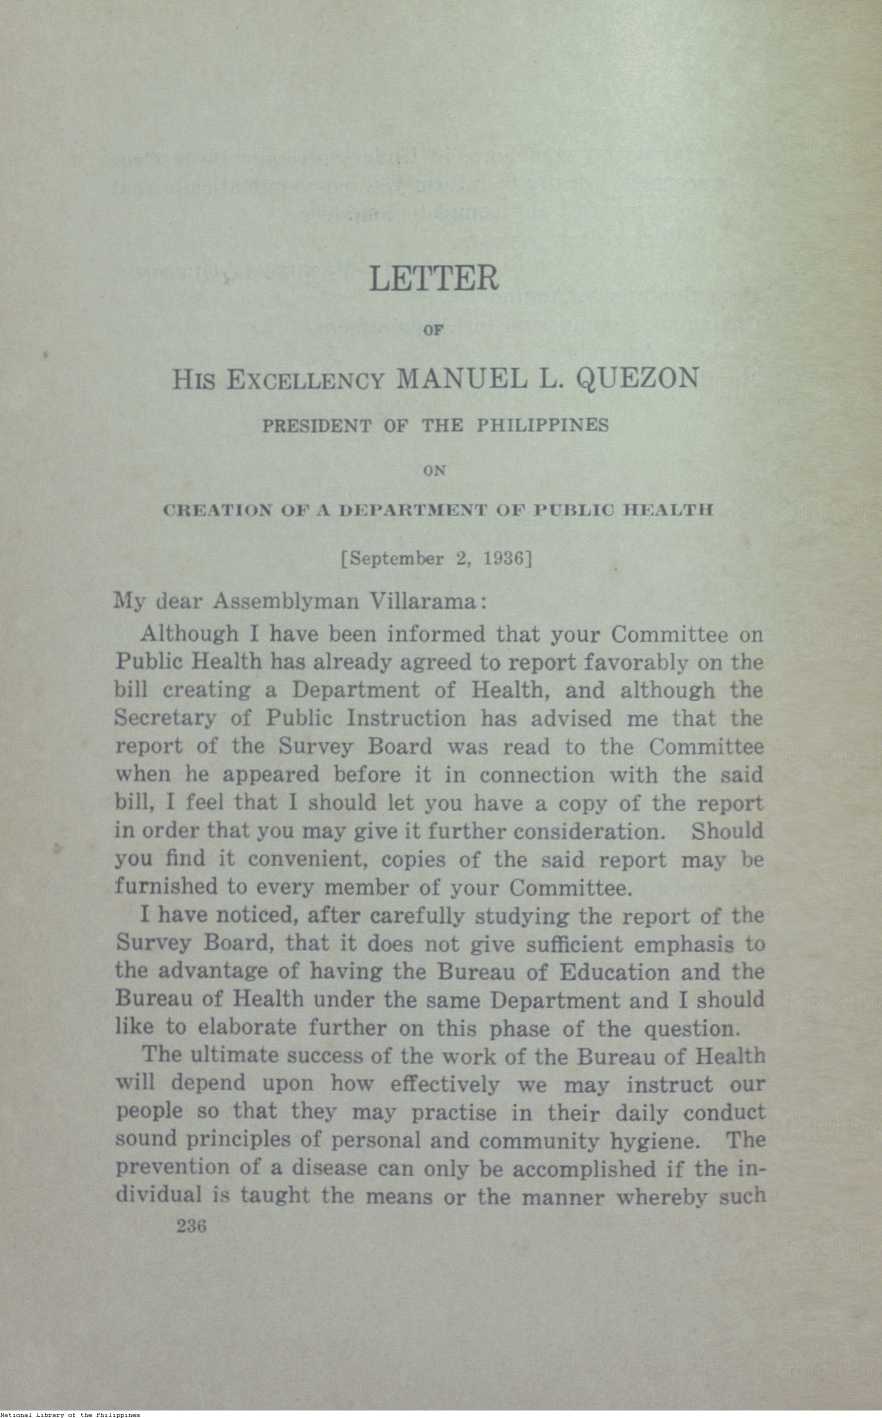 LETTER
OF
HIS EXCELLENCY MANUEL L. QUEZON
PRESIDENT OF THE PHILIPPINES
ON
CREATION OF A DEPARTMENT OF PUBLIC HEALTH
[September 2, 1936]
My dear Assemblyman Villarama:
Although I have been informed that your Committee on
Public Health has already agreed to report favorably on the
bill creating a Department of Health, and although the
Secretary of Public Instruction has advised me that the
report of the Survey Board was read to the Committee
when he appeared before it in connection with the said
bill, I feel that I should let you have a copy of the report
in order that you may give it further consideration. Should
you find it convenient, copies of the said report may be
furnished to every member of your Committee.
I have noticed, after carefully studying the report of the
Survey Board, that it does not give sufficient emphasis to
the advantage of having the Bureau of Education and the
Bureau of Health under the same Department and I should
like to elaborate further on this phase of the question.
The ultimate success of the work of the Bureau of Health
will depend upon how effectively we may instruct our
people so that they may practise in their daily conduct
sound principles of personal and community hygiene. The
prevention of a disease can only be accomplished if the in-
dividual is taught the means or the manner whereby such
236
National Library of the Philippines